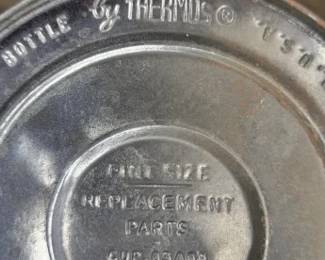 BOTTLE by THERMOS® U.S.A.
PINT SIZE
REPLACEMENT
PARTS